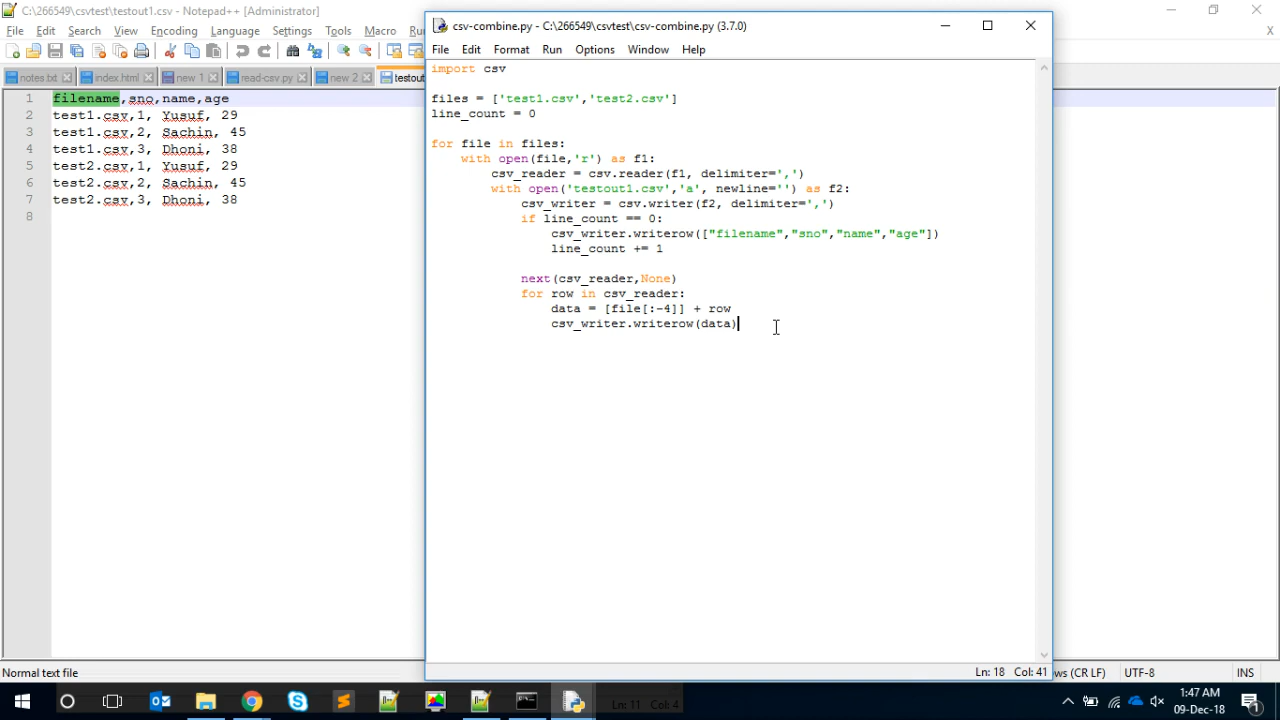 C:\266549\csvtest\testout1.csv - Notepad++ [Administrator]
File Edit Search View Encoding Language Settings Tools Macro
notes.txt index.html new 1 read-csv.py new 2
1 filename,sno,name,age
2 test1.csv,1, Yusuf, 29
3 test1.csv,2, Sachin, 45
4 test1.csv,3, Dhoni, 38
5 test2.csv,1, Yusuf, 29
6 test2.csv,2, Sachin, 45
7 test2.csv,3, Dhoni, 38
8
Normal text file
csv-combine.py - C:\266549\csvtest\csv-combine.py (3.7.0)
File Edit Format Run Options Window Help
import csv
files = ['test1.csv','test2.csv']
line_count = 0
for file in files:
    with open(file,'r') as f1:
        csv_reader = csv.reader(f1, delimiter=',')
        with open('testout1.csv','a', newline='') as f2:
            csv_writer = csv.writer(f2, delimiter=',')
            if line_count == 0:
                csv_writer.writerow(["filename","sno","name","age"])
                line_count += 1
            next(csv_reader,None)
            for row in csv_reader:
                data = [file[:-4]] + row
                csv_writer.writerow(data)
Ln: 18 Col: 41
ws (CR LF) UTF-8 INS
Ln: 11 Col: 4
1:47 AM
09-Dec-18
1